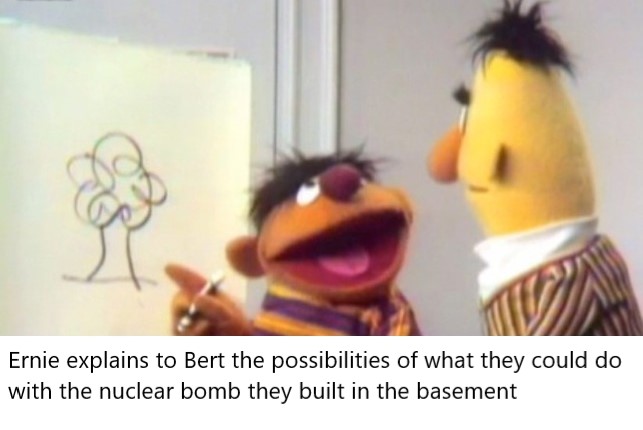 Ernie explains to Bert the possibilities of what they could do
with the nuclear bomb they built in the basement